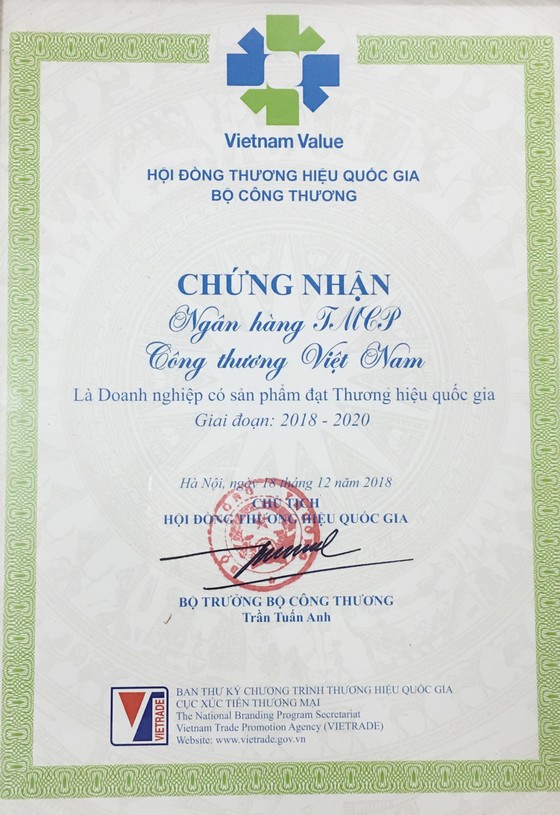 Vietnam Value
HỘI ĐỒNG THƯƠNG HIỆU QUỐC GIA
BỘ CÔNG THƯƠNG
CHỨNG NHẬN
Ngân hàng TMCP
Công thương Việt Nam
Là Doanh nghiệp có sản phẩm đạt Thương hiệu quốc gia
Giai đoạn: 2018 - 2020
Hà Nội, ngày 18 tháng 12 năm 2018
CHỦ TỊCH
HỘI ĐỒNG THƯƠNG HIỆU QUỐC GIA
BỘ TRƯỞNG BỘ CÔNG THƯƠNG
Trần Tuấn Anh
VIETRADE
BAN THƯ KÝ CHƯƠNG TRÌNH THƯƠNG HIỆU QUỐC GIA
CỤC XÚC TIẾN THƯƠNG MẠI
The National Branding Program Secretariat
Vietnam Trade Promotion Agency (VIETRADE)
Website: www.vietrade.gov.vn